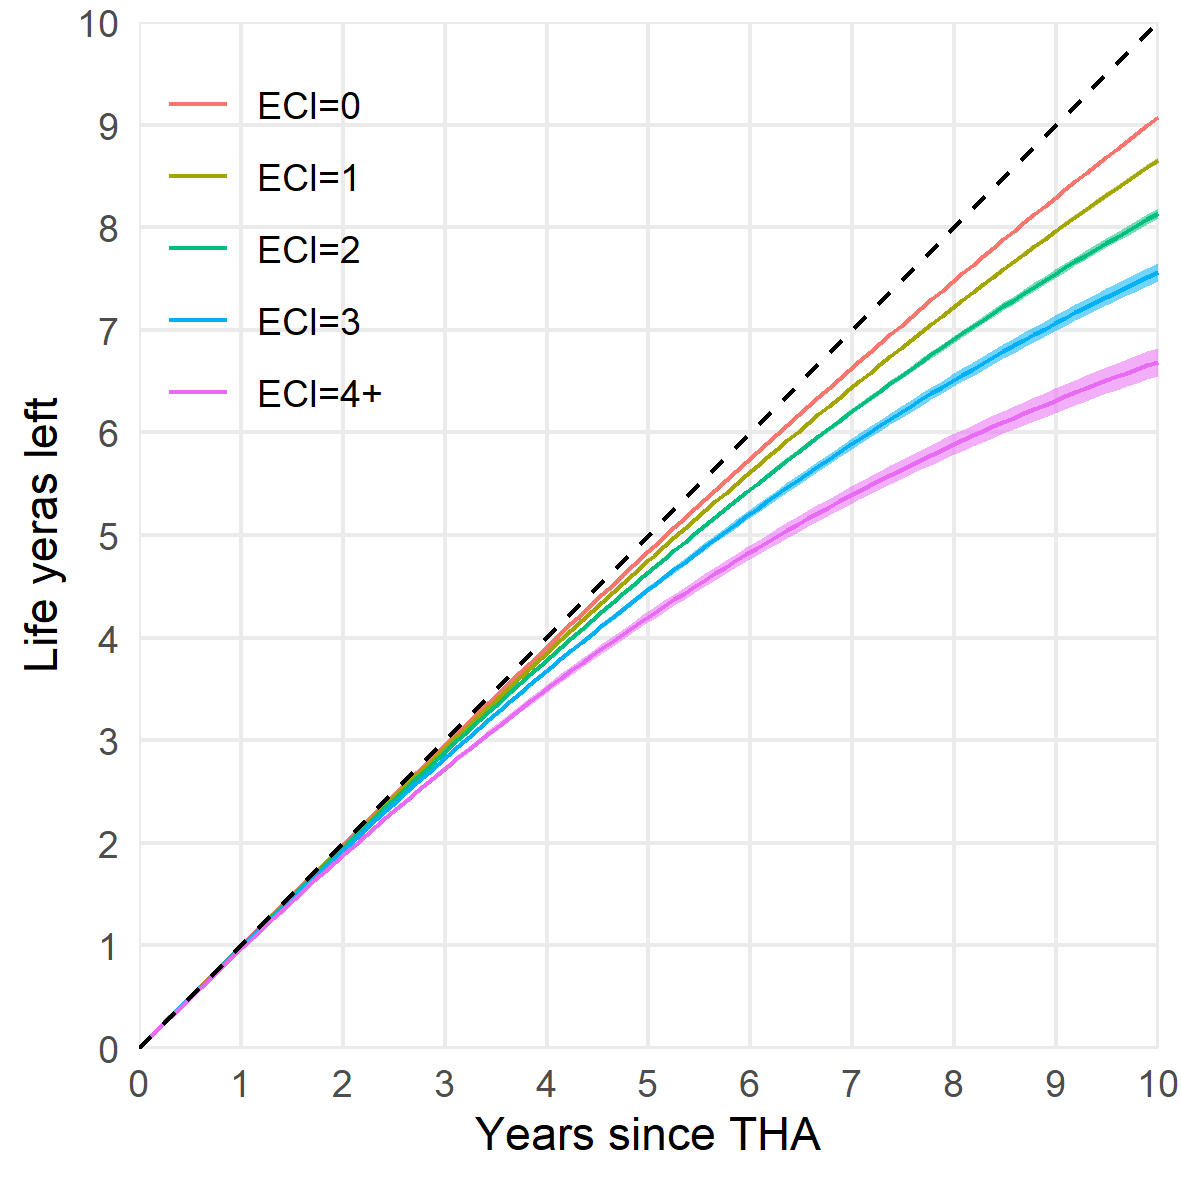 10
9
8
7
6
5
4
3
2
1
0
ECI=0
ECI=1
ECI=2
ECI=3
ECI=4+
Life yeras left
0 1 2 3 4 5 6 7 8 9 10
Years since THA